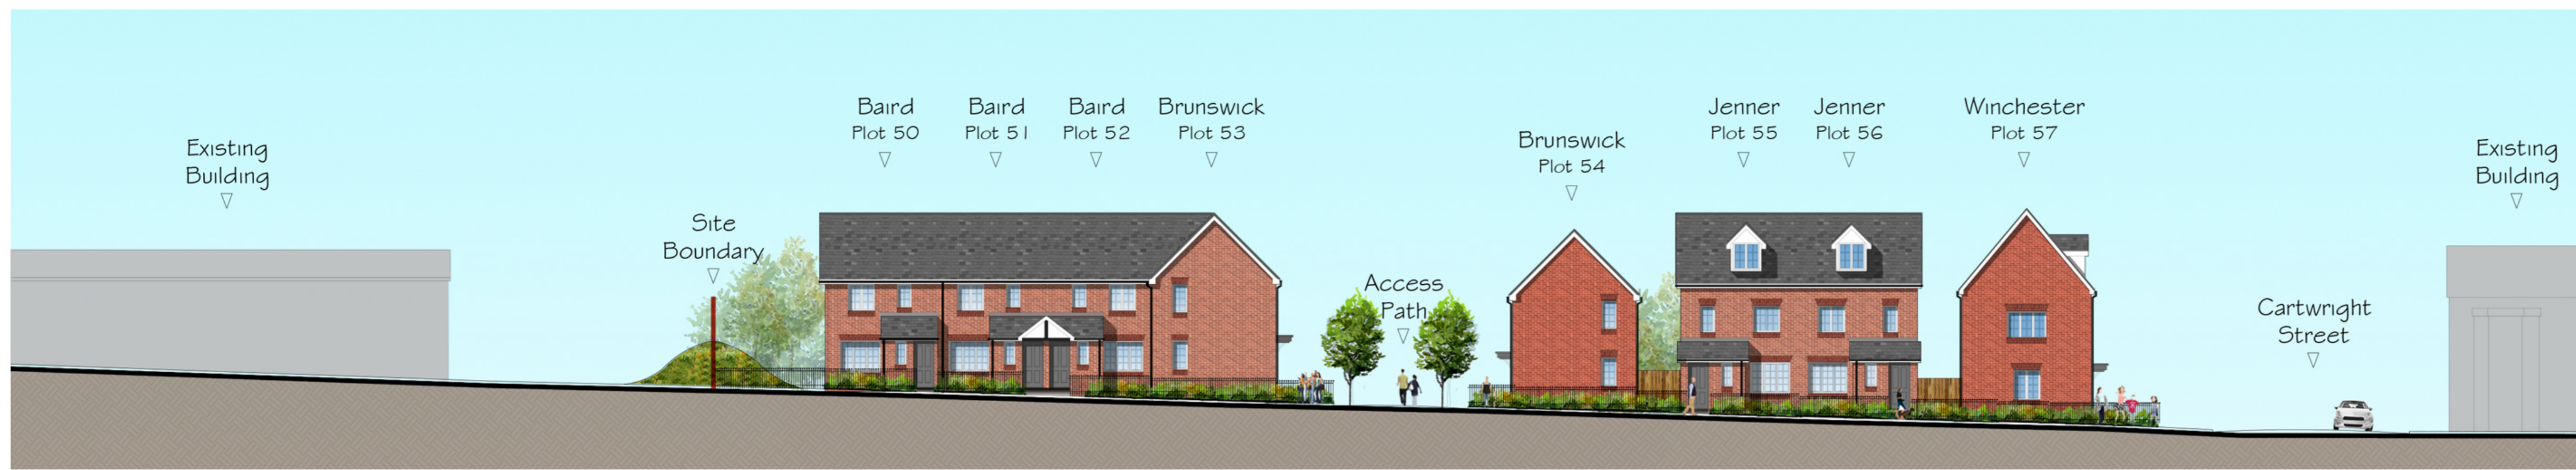 Existing
Building
Site
Boundary
Baird
Plot 50
Baird
Plot 51
Baird
Plot 52
Brunswick
Plot 53
Access
Path
Brunswick
Plot 54
Jenner
Plot 55
Jenner
Plot 56
Winchester
Plot 57
Cartwright
Street
Existing
Building